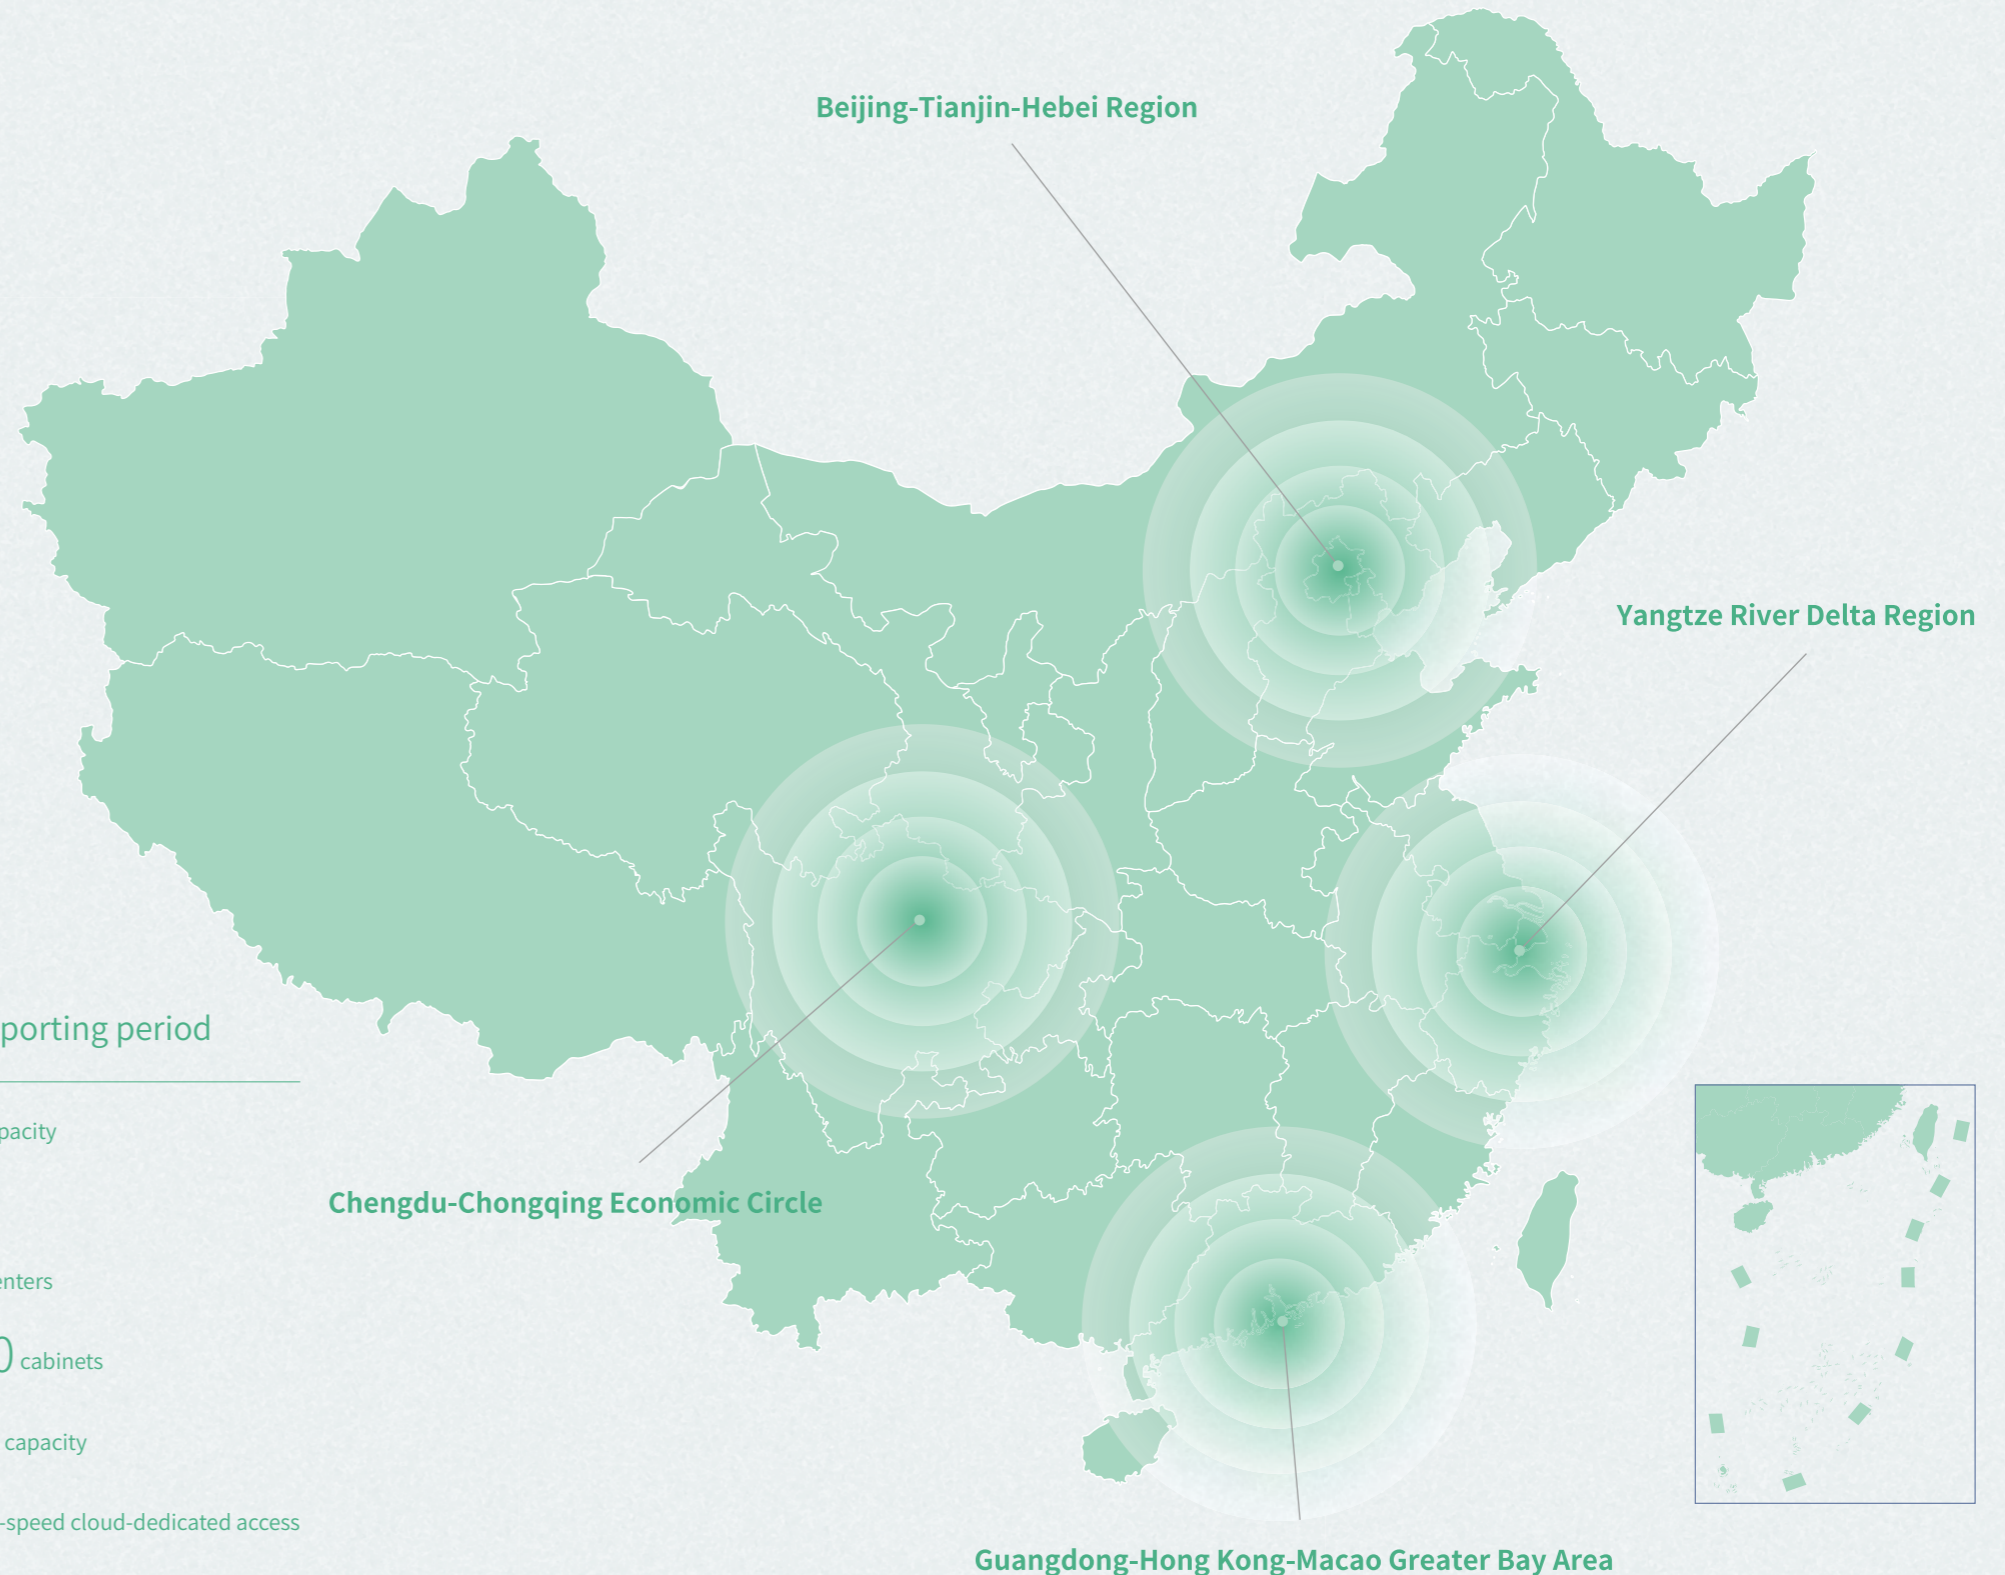 Beijing-Tianjin-Hebei Region
Yangtze River Delta Region
porting period
pacity
Chengdu-Chongqing Economic Circle
enters
0 cabinets
capacity
-speed cloud-dedicated access
Guangdong-Hong Kong-Macao Greater Bay Area